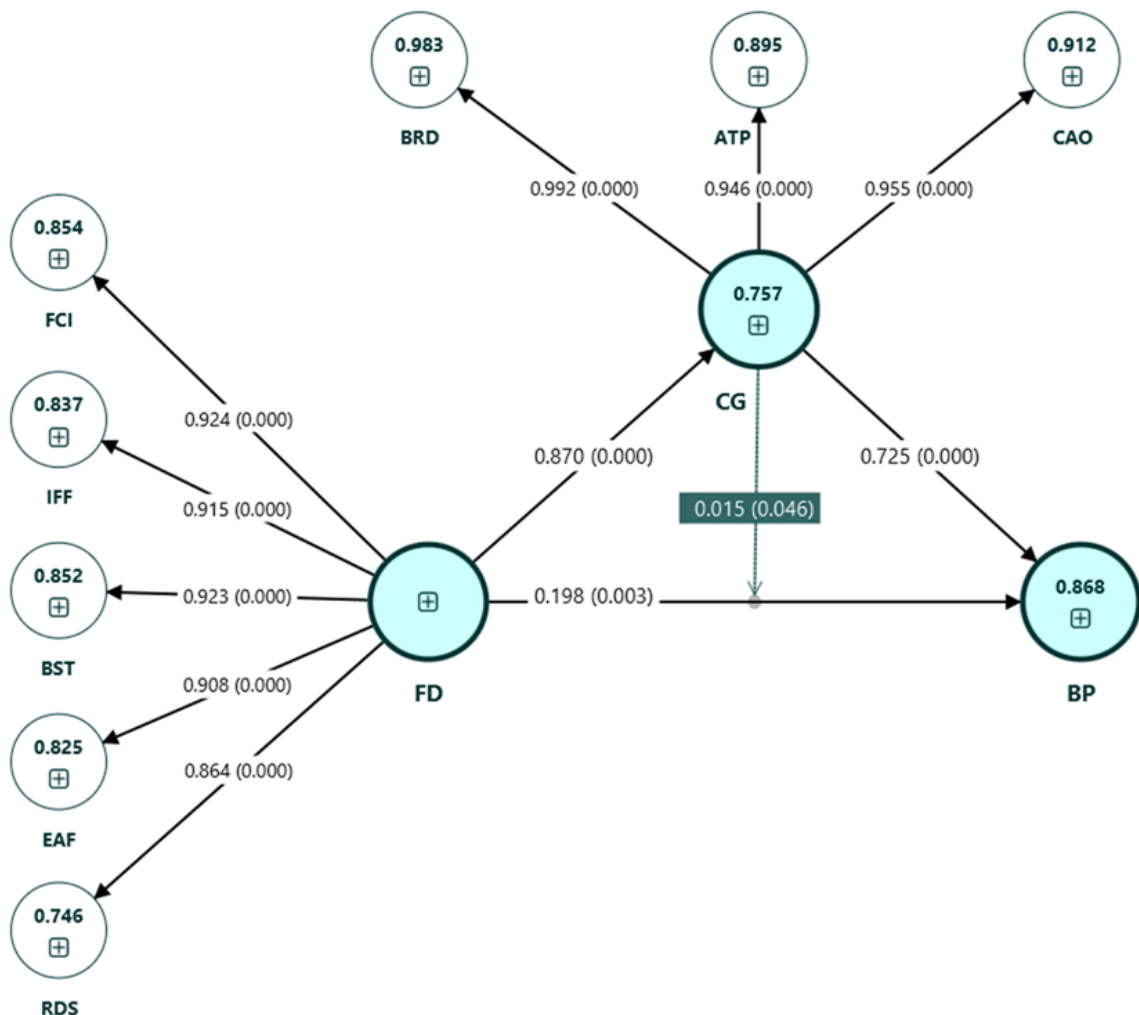 0.983
BRD
0.895
ATP
0.912
CAO
0.992 (0.000)
0.946 (0.000)
0.955 (0.000)
0.854
FCI
0.757
CG
0.837
IFF
0.924 (0.000)
0.870 (0.000)
0.725 (0.000)
0.915 (0.000)
0.015 (0.046)
0.852
BST
0.923 (0.000)
FD
0.198 (0.003)
0.868
BP
0.908 (0.000)
0.825
EAF
0.864 (0.000)
0.746
RDS